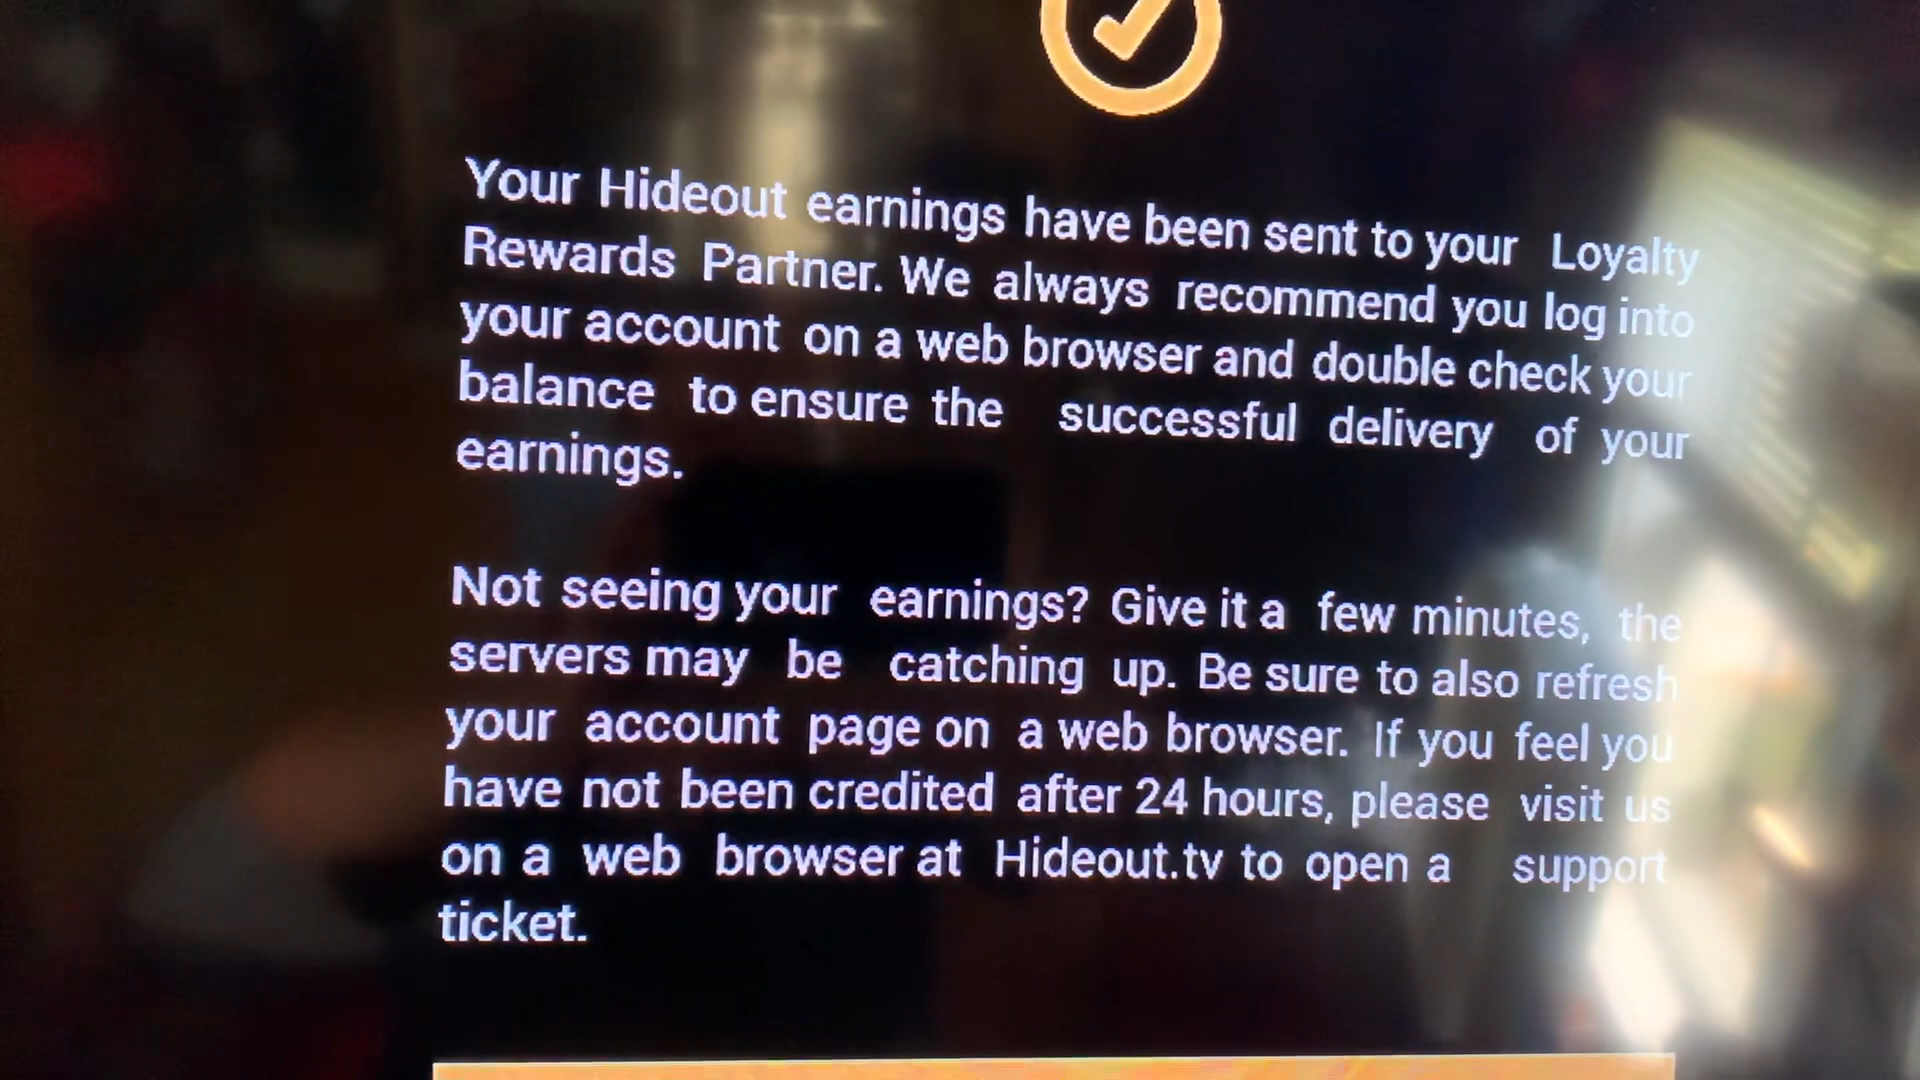 Your Hideout earnings have been sent to your Loyalty
Rewards Partner. We always recommend you log into
your account on a web browser and double check your
balance to ensure the successful delivery of your
earnings.
Not seeing your earnings? Give it a few minutes, the
servers may be catching up. Be sure to also refresh
your account page on a web browser. If you feel you
have not been credited after 24 hours, please visit us
on a web browser at Hideout.tv to open a support
ticket.